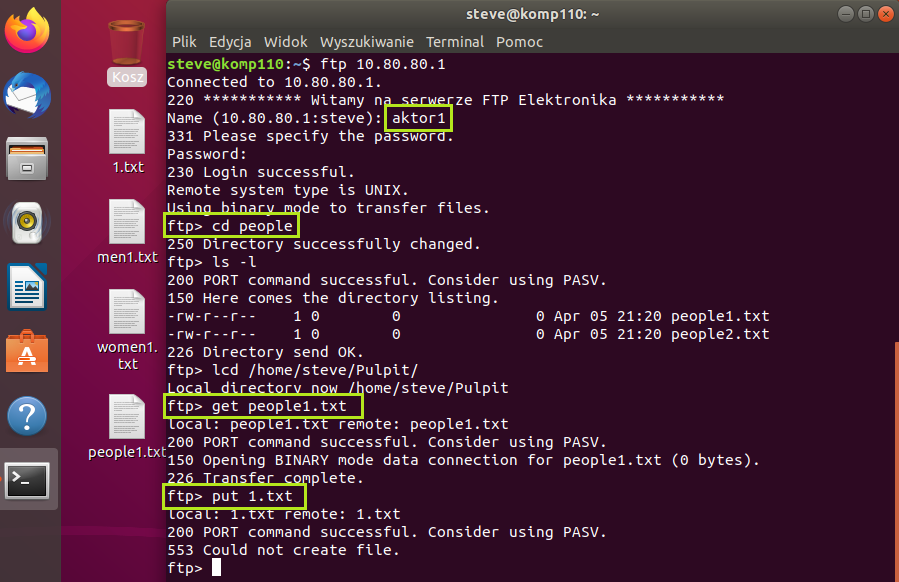 steve@komp110: ~
Plik Edycja Widok Wyszukiwanie Terminal Pomoc
Kosz
1.txt
men1.txt
women1.
txt
people1.txt
steve@komp110:~$ ftp 10.80.80.1
Connected to 10.80.80.1.
220 *********** Witamy na serwerze FTP Elektronika ***********
Name (10.80.80.1:steve): aktor1
331 Please specify the password.
Password:
230 Login successful.
Remote system type is UNIX.
Using binary mode to transfer files.
ftp> cd people
250 Directory successfully changed.
ftp> ls -l
200 PORT command successful. Consider using PASV.
150 Here comes the directory listing.
-rw-r--r--    1 0        0               0 Apr 05 21:20 people1.txt
-rw-r--r--    1 0        0               0 Apr 05 21:20 people2.txt
226 Directory send OK.
ftp> lcd /home/steve/Pulpit/
Local directory now /home/steve/Pulpit
ftp> get people1.txt
local: people1.txt remote: people1.txt
200 PORT command successful. Consider using PASV.
150 Opening BINARY mode data connection for people1.txt (0 bytes).
226 Transfer complete.
ftp> put 1.txt
local: 1.txt remote: 1.txt
200 PORT command successful. Consider using PASV.
553 Could not create file.
ftp>